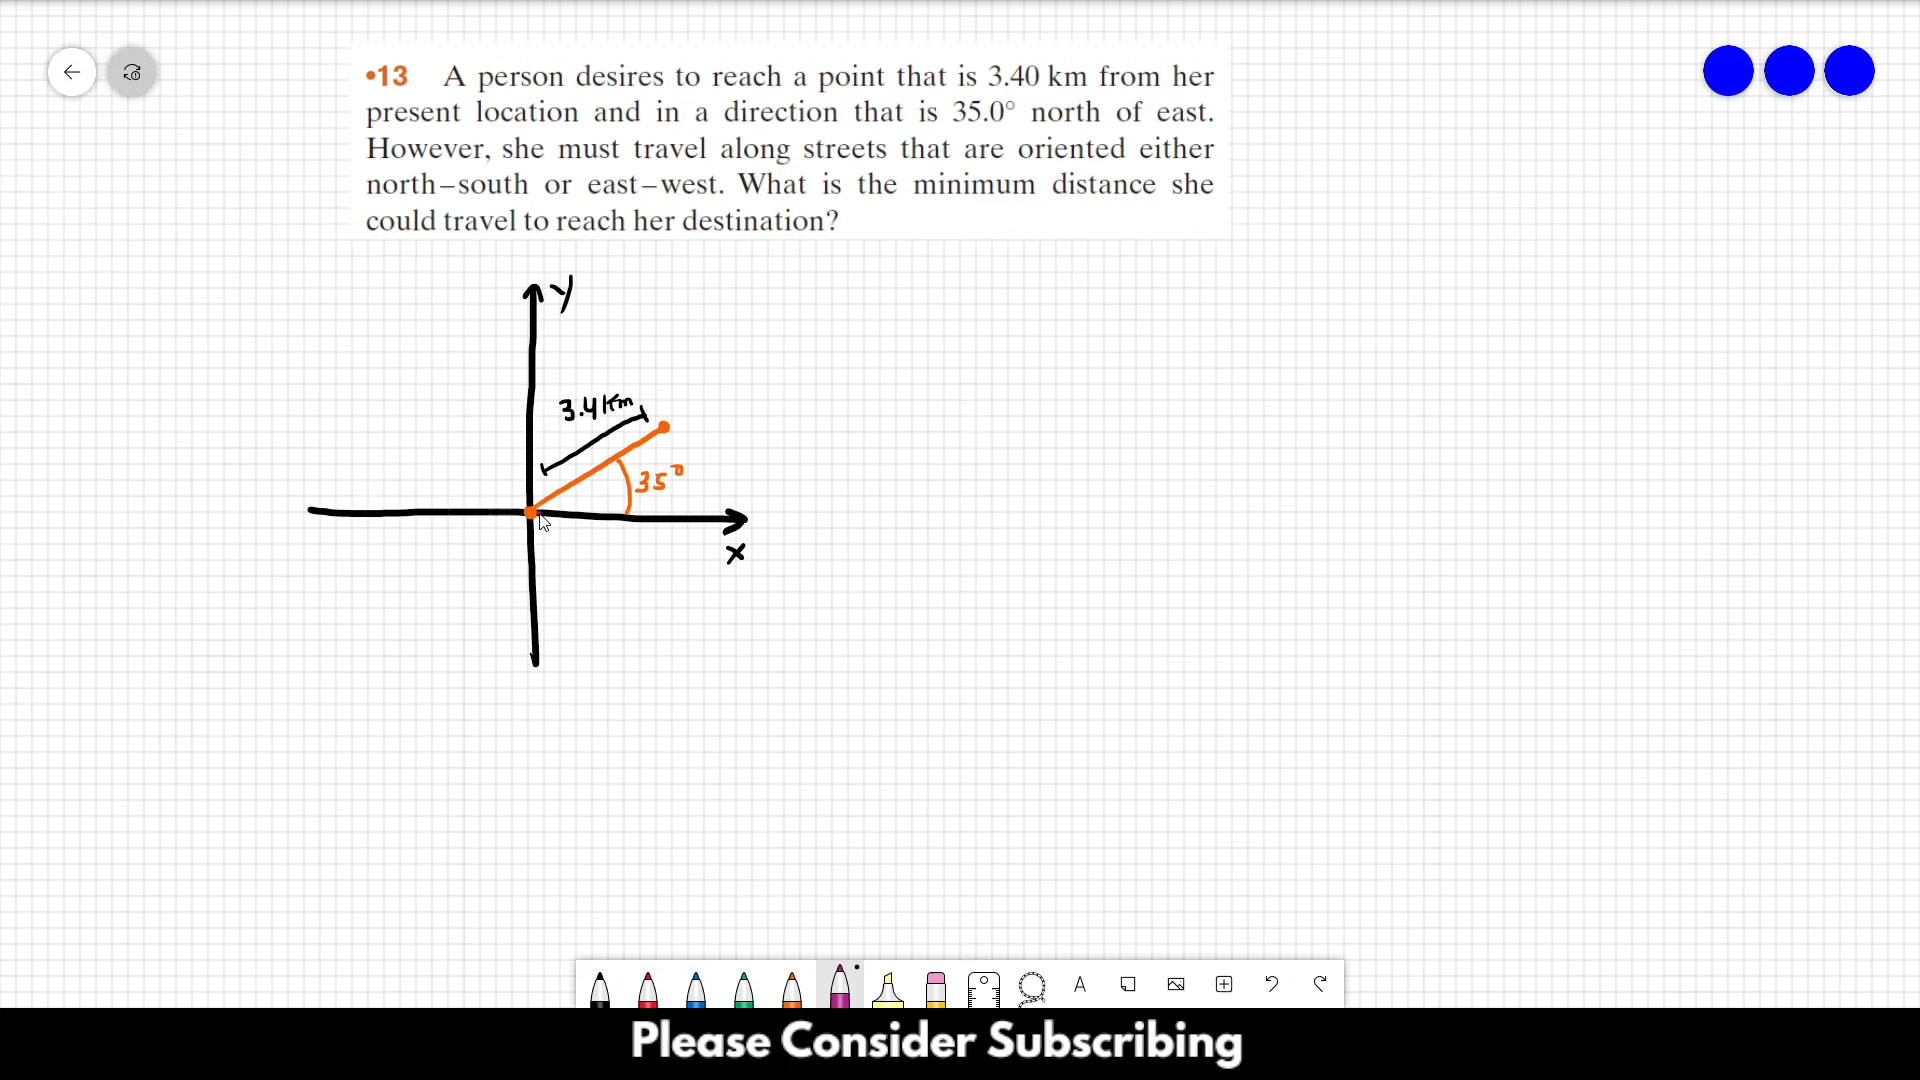 •13 A person desires to reach a point that is 3.40 km from her
present location and in a direction that is 35.0° north of east.
However, she must travel along streets that are oriented either
north–south or east–west. What is the minimum distance she
could travel to reach her destination?
y
3.4 Km
35°
x
A
Please Consider Subscribing